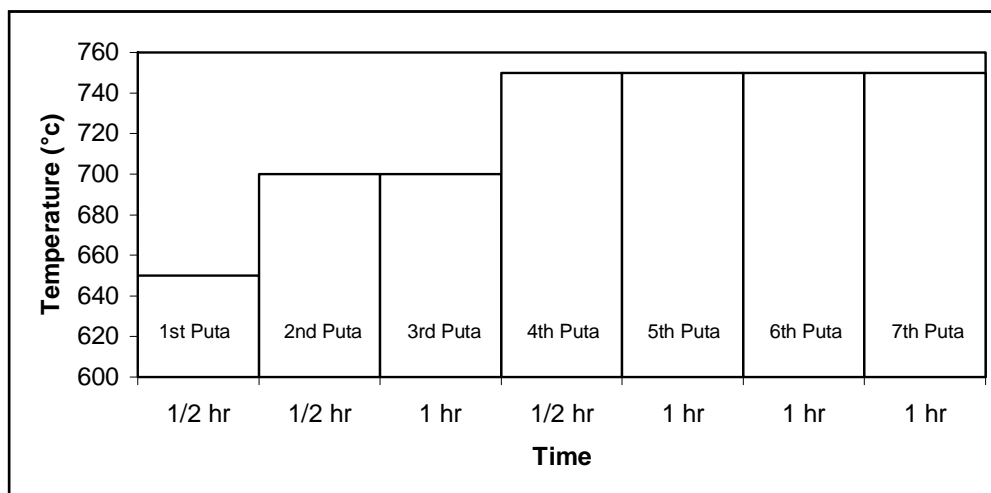 760
740
720
700
680
660
640
620
600
Temperature (°c)
1st Puta 2nd Puta 3rd Puta 4th Puta 5th Puta 6th Puta 7th Puta
1/2 hr 1/2 hr 1 hr 1/2 hr 1 hr 1 hr 1 hr
Time